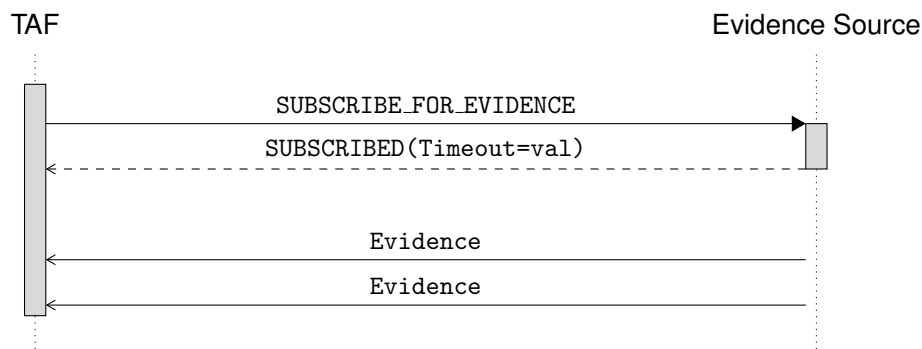 TAF
Evidence Source
SUBSCRIBE_FOR_EVIDENCE
SUBSCRIBED(Timeout=val)
Evidence
Evidence